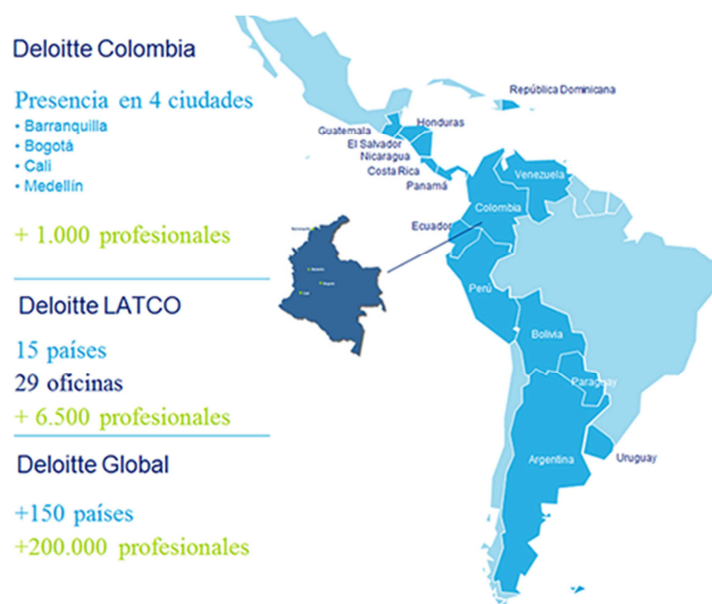 Deloitte Colombia
Presencia en 4 ciudades
• Barranquilla
• Bogotá
• Cali
• Medellín
+ 1.000 profesionales
Deloitte LATCO
15 países
29 oficinas
+ 6.500 profesionales
Deloitte Global
+150 países
+200.000 profesionales
República Dominicana
Guatemala
Honduras
El Salvador
Nicaragua
Costa Rica
Panamá
Venezuela
Colombia
Ecuador
Perú
Bolivia
Paraguay
Argentina
Uruguay